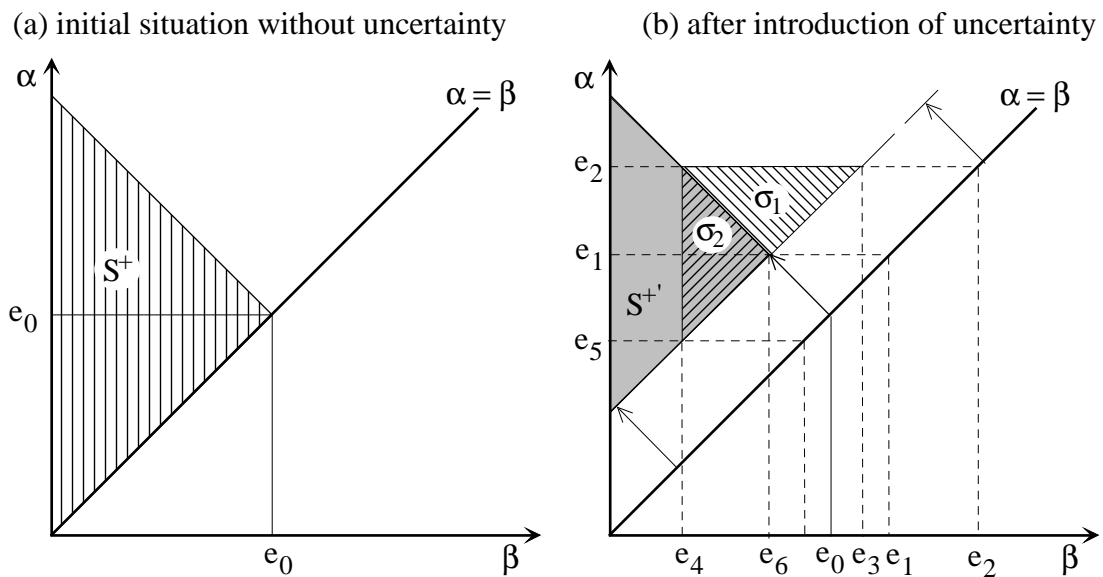 (a) initial situation without uncertainty
α
α = β
S+
e0
e0
β
(b) after introduction of uncertainty
α
α = β
e2
σ1
σ2
e1
S+'
e5
e4
e6
e0
e3
e1
e2
β